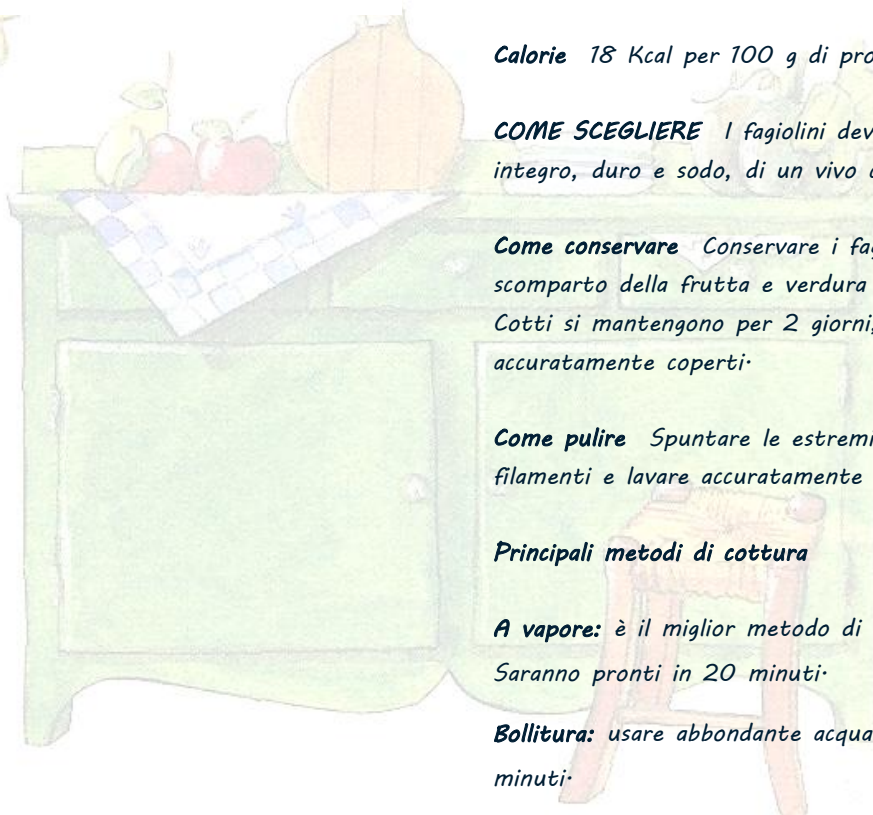 Calorie 18 Kcal per 100 g di pro
COME SCEGLIERE I fagiolini dev
integro, duro e sodo, di un vivo
Come conservare Conservare i fag
scomparto della frutta e verdura
Cotti si mantengono per 2 giorni,
accuratamente coperti.
Come pulire Spuntare le estremi
filamenti e lavare accuratamente
Principali metodi di cottura
A vapore: è il miglior metodo di
Saranno pronti in 20 minuti.
Bollitura: usare abbondante acqua
minuti.